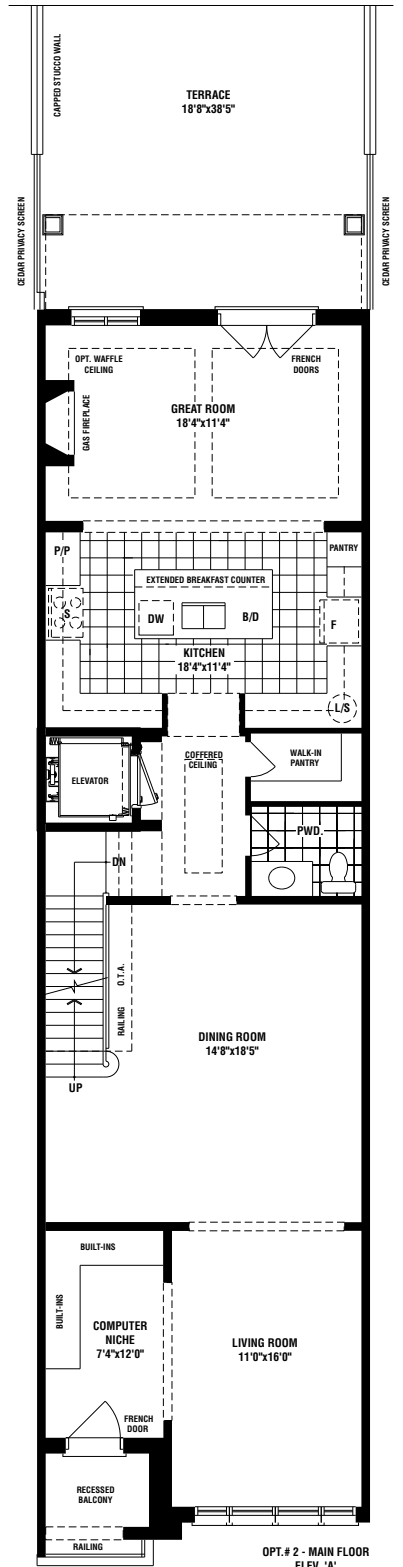 CAPPED STUCCO WALL
TERRACE
18'8"x38'5"
CEDAR PRIVACY SCREEN
CEDAR PRIVACY SCREEN
OPT. WAFFLE
CEILING
FRENCH
DOORS
GAS FIREPLACE
GREAT ROOM
18'4"x11'4"
P/P
PANTRY
EXTENDED BREAKFAST COUNTER
S
DW
B/D
F
KITCHEN
18'4"x11'4"
L/S
COFFERED
CEILING
WALK-IN
PANTRY
ELEVATOR
PWD.
DN
O.T.A.
RAILING
DINING ROOM
14'8"x18'5"
UP
BUILT-INS
BUILT-INS
COMPUTER
NICHE
7'4"x12'0"
LIVING ROOM
11'0"x16'0"
FRENCH
DOOR
RECESSED
BALCONY
RAILING
OPT.# 2 - MAIN FLOOR
ELEV. 'A'